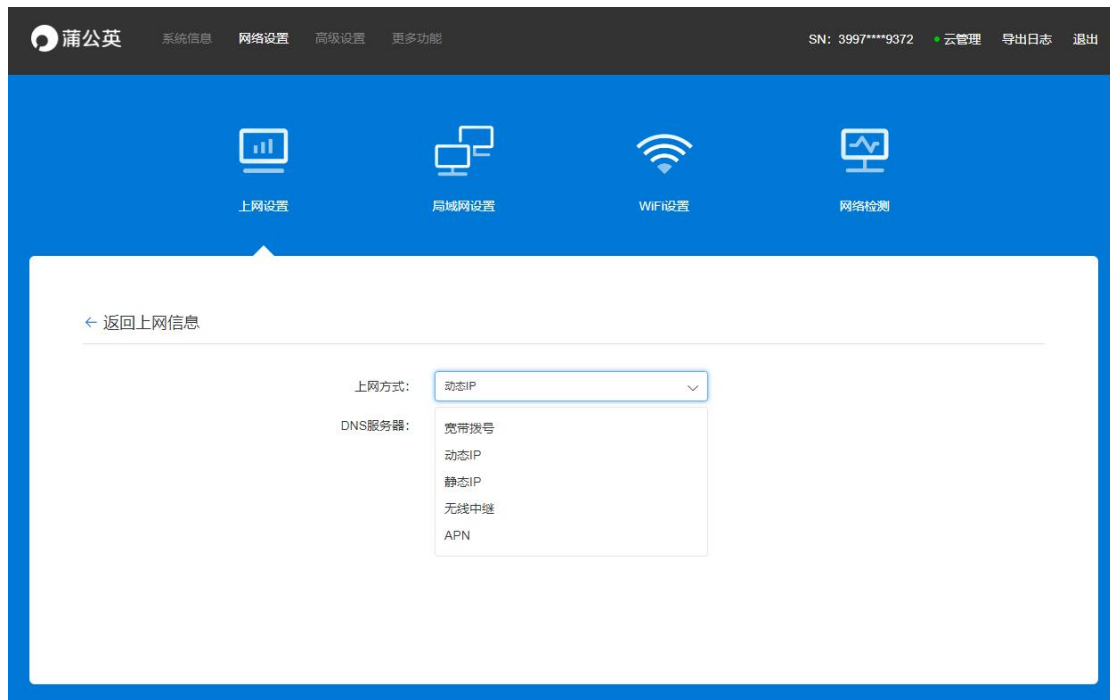 蒲公英 系统信息 网络设置 高级设置 更多功能 SN: 3997****9372 云管理 导出日志 退出
上网设置 局域网设置 WiFi设置 网络检测
← 返回上网信息
上网方式: 动态IP
DNS服务器:
宽带拨号
动态IP
静态IP
无线中继
APN